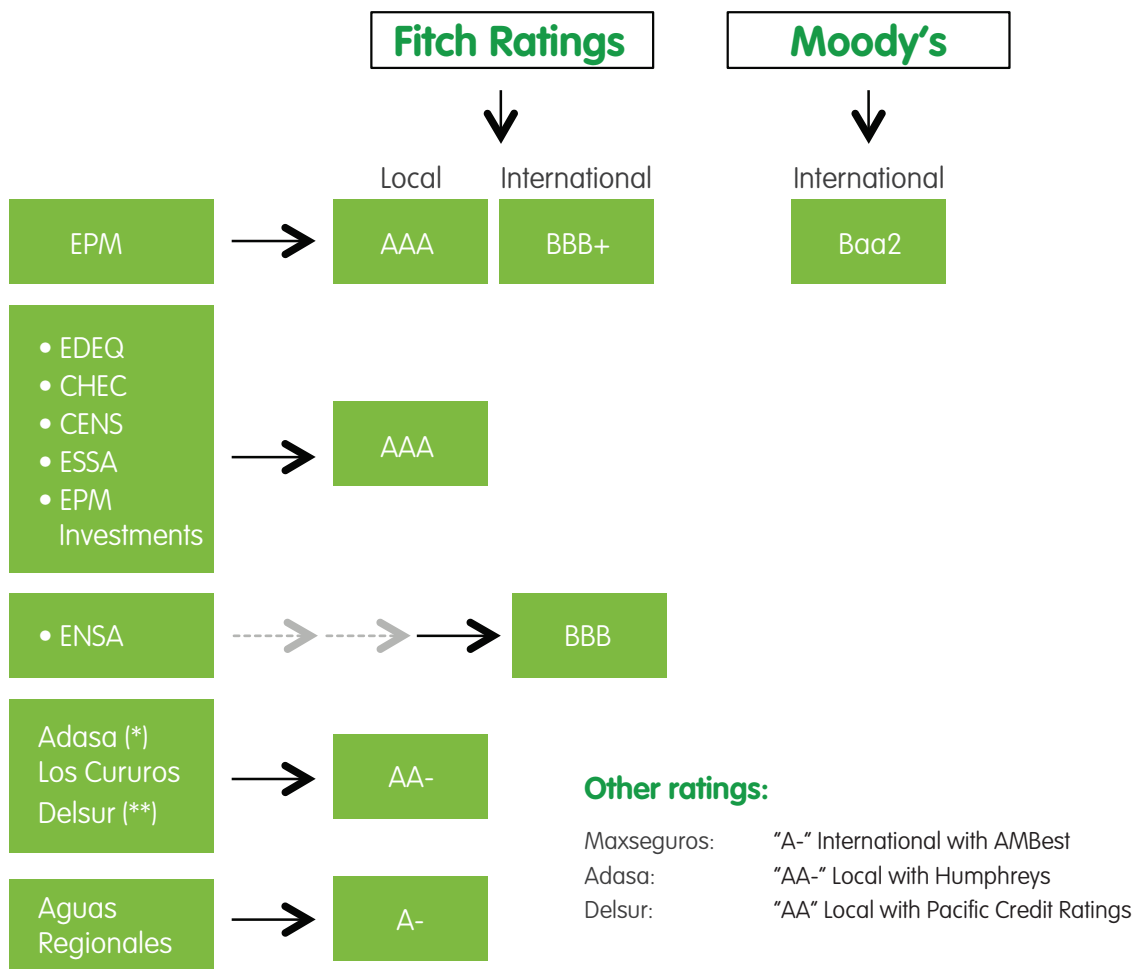 Fitch Ratings
Moody's
Local
International
International
EPM
AAA
BBB+
Baa2
• EDEQ
• CHEC
• CENS
• ESSA
• EPM
Investments
AAA
• ENSA
BBB
Adasa (*)
Los Cururos
Delsur (**)
AA-
Other ratings:
Maxseguros: "A-" International with AMBest
Adasa: "AA-" Local with Humphreys
Delsur: "AA" Local with Pacific Credit Ratings
Aguas
Regionales
A-